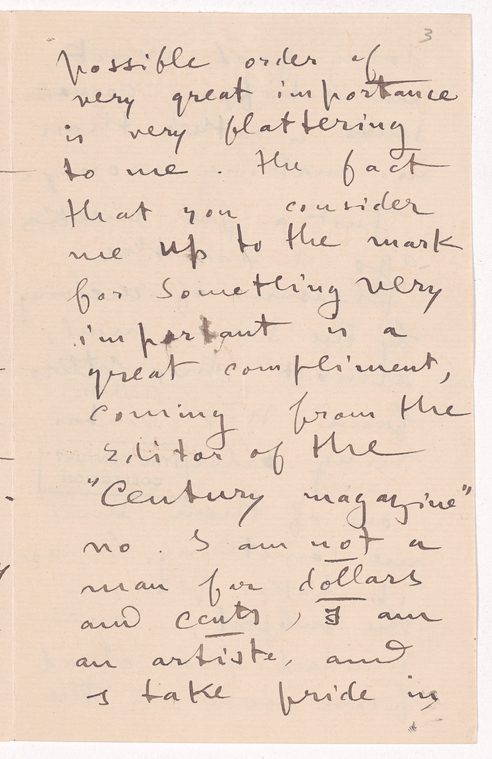 3
possible order of
very great importance
is very flattering
to me. The fact
that you consider
me up to the mark
for something very
important is a
great compliment,
coming from the
Editor of the
"Century magazine"
no. I am not a
man for dollars
and cents, I am
an artiste, and
I take pride in